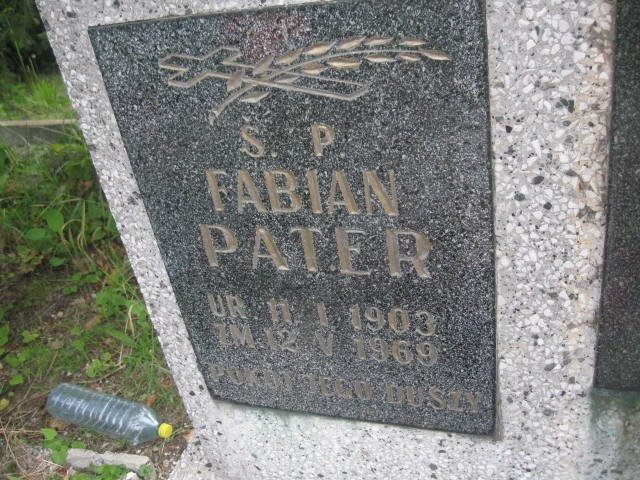 Š. P.
FABIAN
PATER
UR. 11 I 1903
ZM. 12 V 1969
POKÓJ JEGO DUSZY